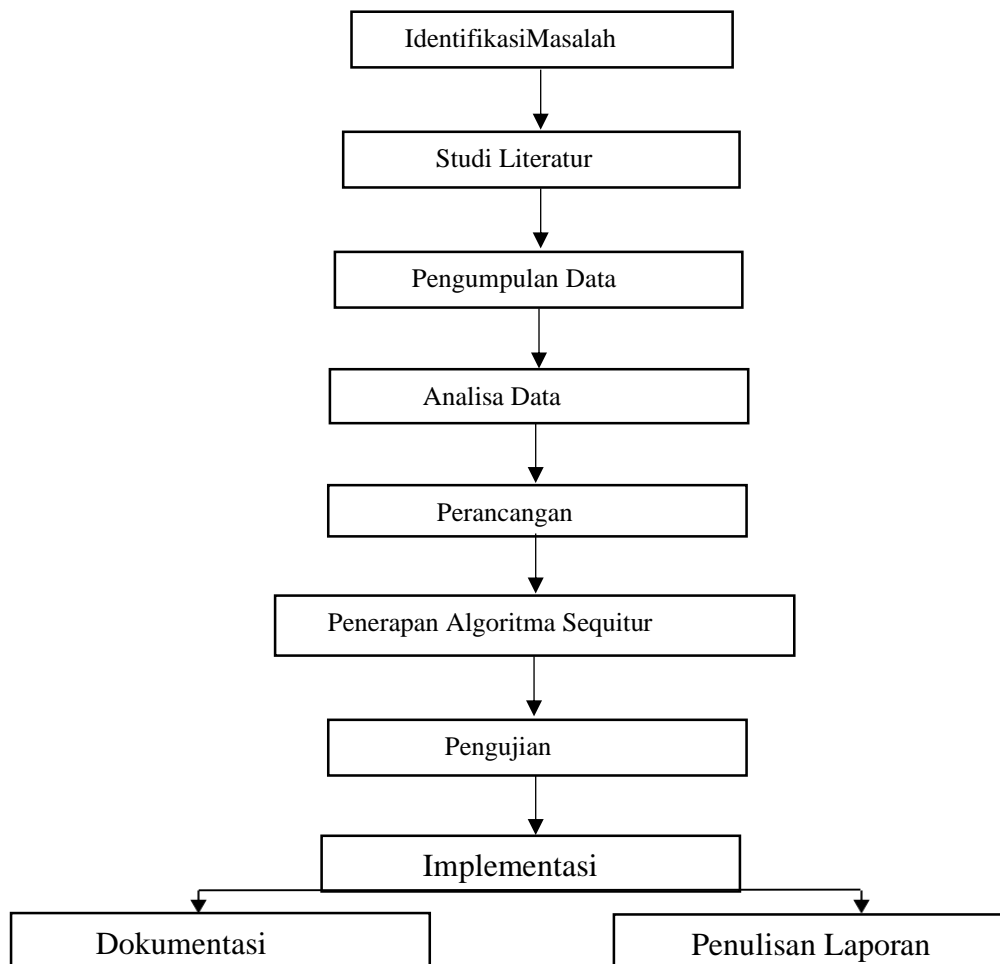 IdentifikasiMasalah
Studi Literatur
Pengumpulan Data
Analisa Data
Perancangan
Penerapan Algoritma Sequitur
Pengujian
Implementasi
Dokumentasi
Penulisan Laporan